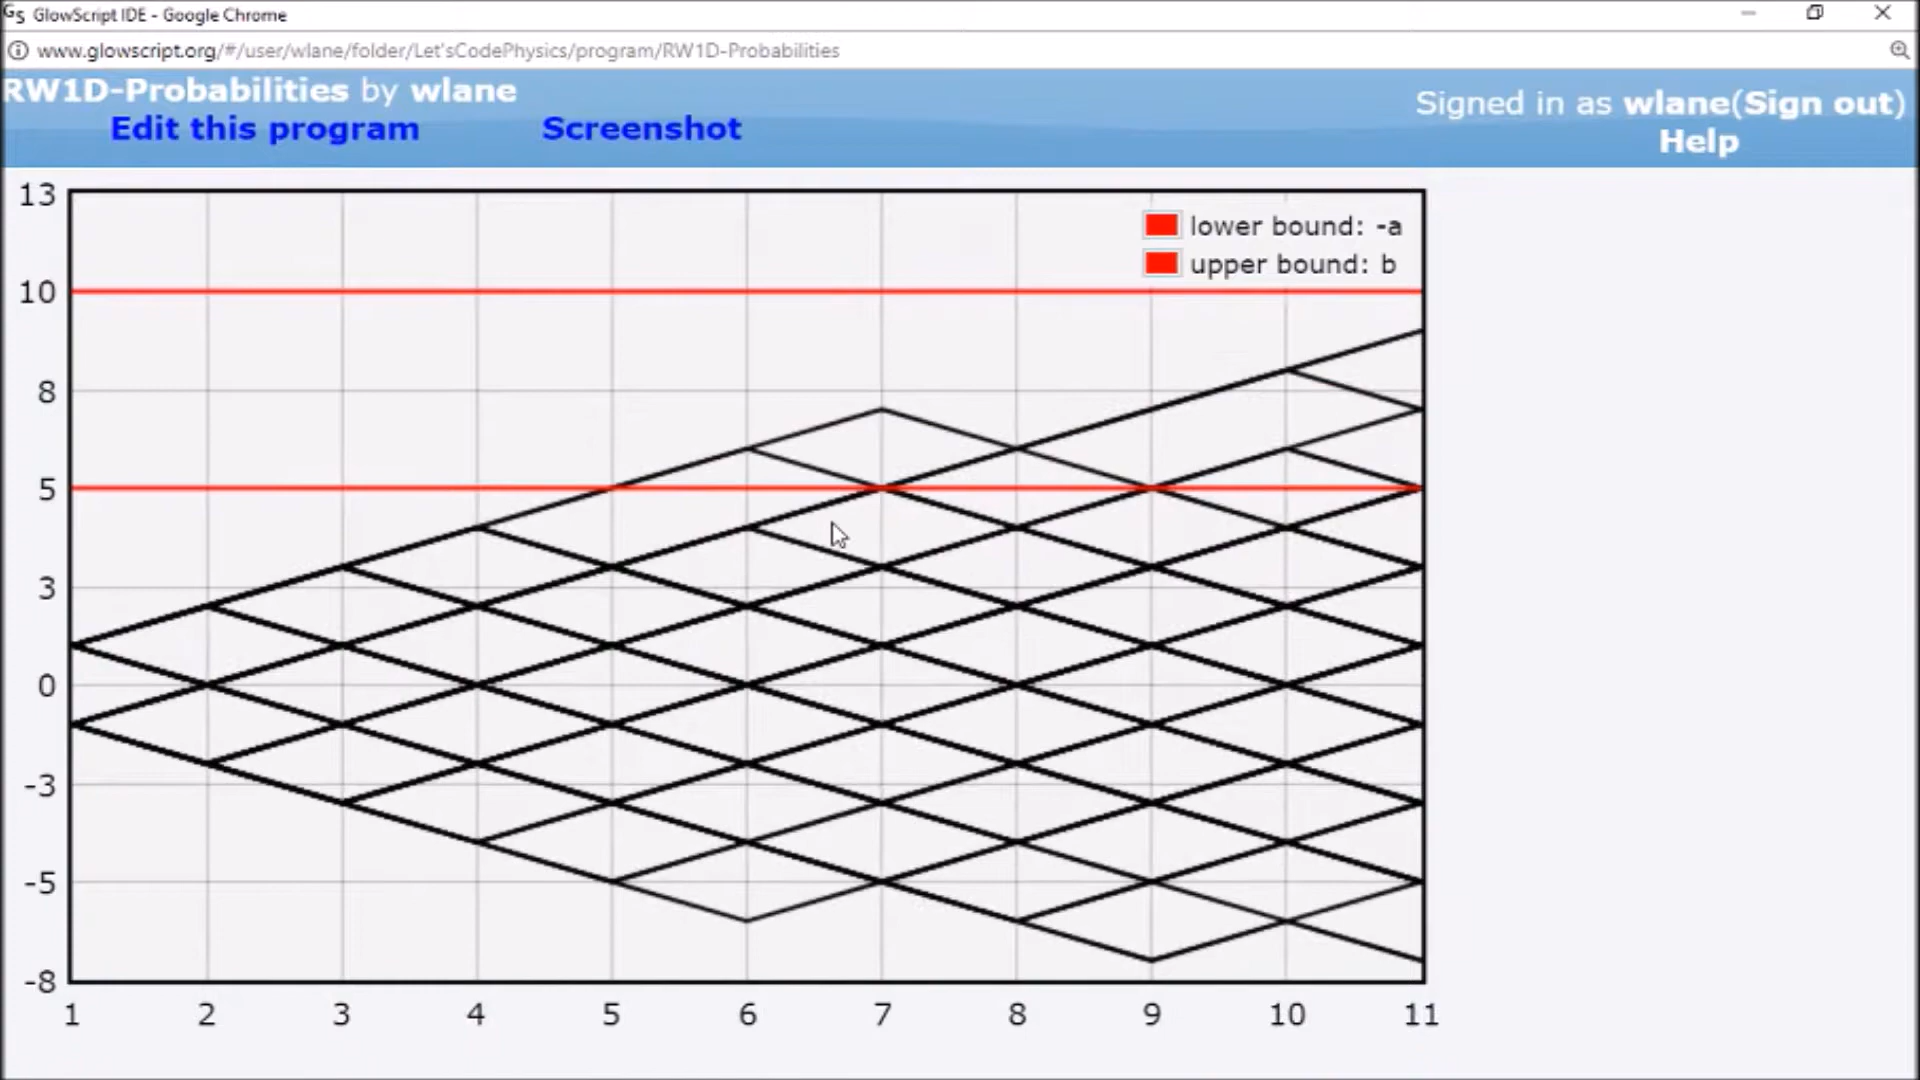 GlowScript IDE - Google Chrome
www.glowscript.org/#/user/wlane/folder/Let'sCodePhysics/program/RW1D-Probabilities
RW1D-Probabilities by wlane
Signed in as wlane(Sign out)
Edit this program Screenshot
Help
13
lower bound: -a
upper bound: b
10
8
5
3
0
-3
-5
-8
1 2 3 4 5 6 7 8 9 10 11